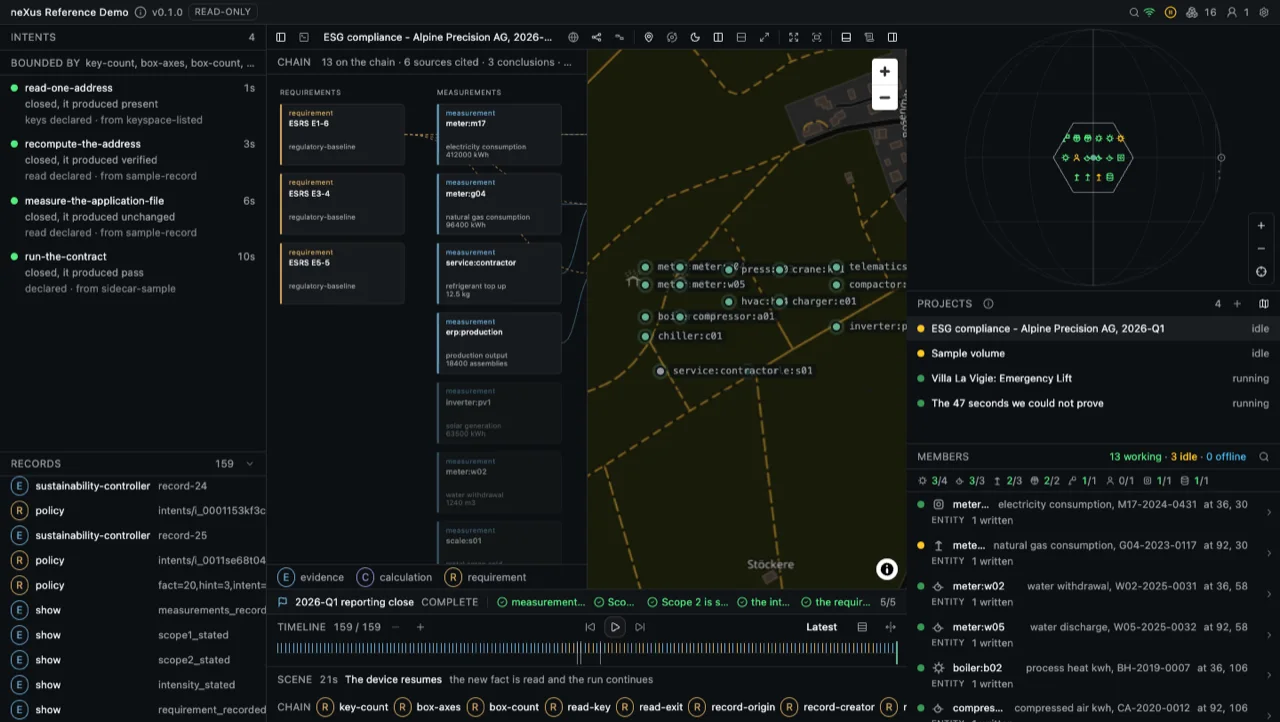 neXus Reference Demo v0.1.0 READ-ONLY
16 1
INTENTS 4
BOUNDED BY key-count, box-axes, box-count, ...
read-one-address 1s
closed, it produced present
keys declared · from keyspace-listed
recompute-the-address 3s
closed, it produced verified
read declared · from sample-record
measure-the-application-file 6s
closed, it produced unchanged
read declared · from sample-record
run-the-contract 10s
closed, it produced pass
declared · from sidecar-sample
RECORDS 159
E sustainability-controller record-24
R policy intents/i_0001153kf3c
E sustainability-controller record-25
R policy intents/i_0011se68t04
R policy fact=20,hint=3,intent=
E show measurements_record
E show scope1_stated
E show scope2_stated
E show intensity_stated
E show requirement_recorded
ESG compliance - Alpine Precision AG, 2026-...
CHAIN 13 on the chain · 6 sources cited · 3 conclusions · ...
REQUIREMENTS
requirement
ESRS E1-6
regulatory-baseline
requirement
ESRS E3-4
regulatory-baseline
requirement
ESRS E5-5
regulatory-baseline
MEASUREMENTS
measurement
meter:m17
electricity consumption
412000 kWh
measurement
meter:g04
natural gas consumption
96400 kWh
measurement
service:contractor
refrigerant top up
12.5 kg
measurement
erp:production
production output
18400 assemblies
measurement
inverter:pv1
solar generation
63500 kWh
measurement
meter:w02
water withdrawal
1240 m3
measurement
scale:s01
E evidence C calculation R requirement
+
−
telematics
meter:w05
compactor:
charger:e01
compressor:a01
inverter:p
chiller:c01
service:contractor
Stöckere
2026-Q1 reporting close COMPLETE measurement... Sco... Scope 2 is s... the int... the requir... 5/5
TIMELINE 159 / 159 − + Latest
SCENE 21s The device resumes the new fact is read and the run continues
CHAIN R key-count R box-axes R box-count R read-key R read-exit R record-origin R record-creator R
+
−
PROJECTS 4 +
ESG compliance - Alpine Precision AG, 2026-Q1 idle
Sample volume idle
Villa La Vigie: Emergency Lift running
The 47 seconds we could not prove running
MEMBERS 13 working · 3 idle · 0 offline
3/4 3/3 2/3 2/2 1/1 0/1 1/1 1/1
meter... electricity consumption, M17-2024-0431 at 36, 30
ENTITY 1 written
mete... natural gas consumption, G04-2023-0117 at 92, 30
ENTITY 1 written
meter:w02 water withdrawal, W02-2025-0031 at 36, 58
ENTITY 1 written
meter:w05 water discharge, W05-2025-0032 at 92, 58
ENTITY 1 written
boiler:b02 process heat kwh, BH-2019-0007 at 36, 106
ENTITY 1 written
compres... compressed air kwh, CA-2020-0012 at 92, 106